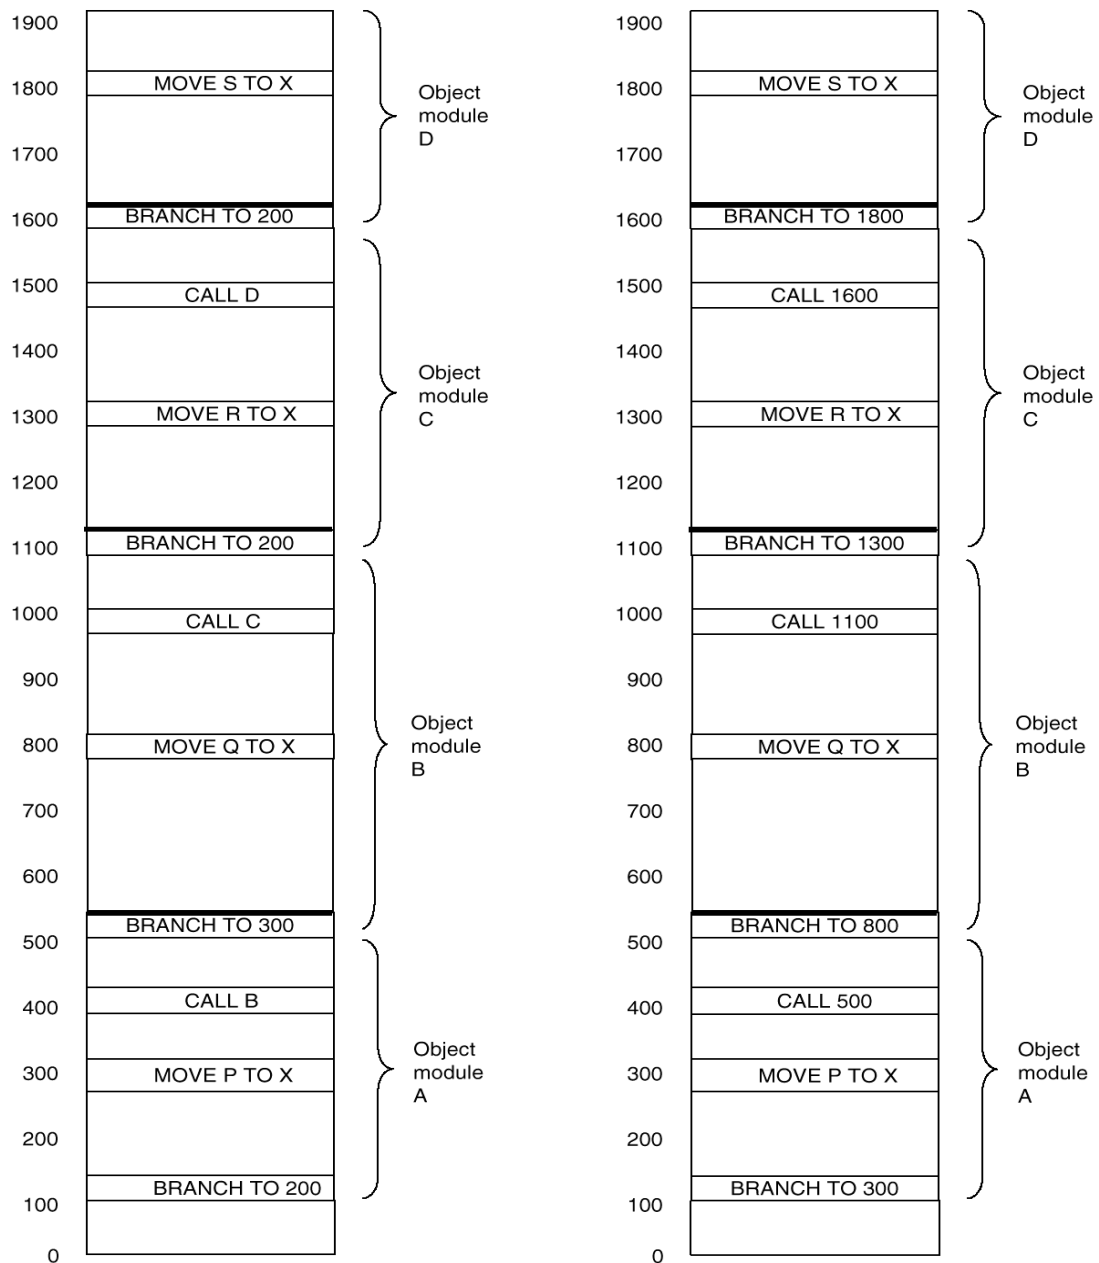 1900
1800
MOVE S TO X
1700
1600
BRANCH TO 200
Object
module
D
1500
CALL D
1400
1300
MOVE R TO X
1200
1100
BRANCH TO 200
Object
module
C
1000
CALL C
900
800
MOVE Q TO X
700
600
500
BRANCH TO 300
Object
module
B
400
CALL B
300
MOVE P TO X
200
100
BRANCH TO 200
0
Object
module
A
1900
1800
MOVE S TO X
1700
1600
BRANCH TO 1800
Object
module
D
1500
CALL 1600
1400
1300
MOVE R TO X
1200
1100
BRANCH TO 1300
Object
module
C
1000
CALL 1100
900
800
MOVE Q TO X
700
600
500
BRANCH TO 800
Object
module
B
400
CALL 500
300
MOVE P TO X
200
100
BRANCH TO 300
0
Object
module
A